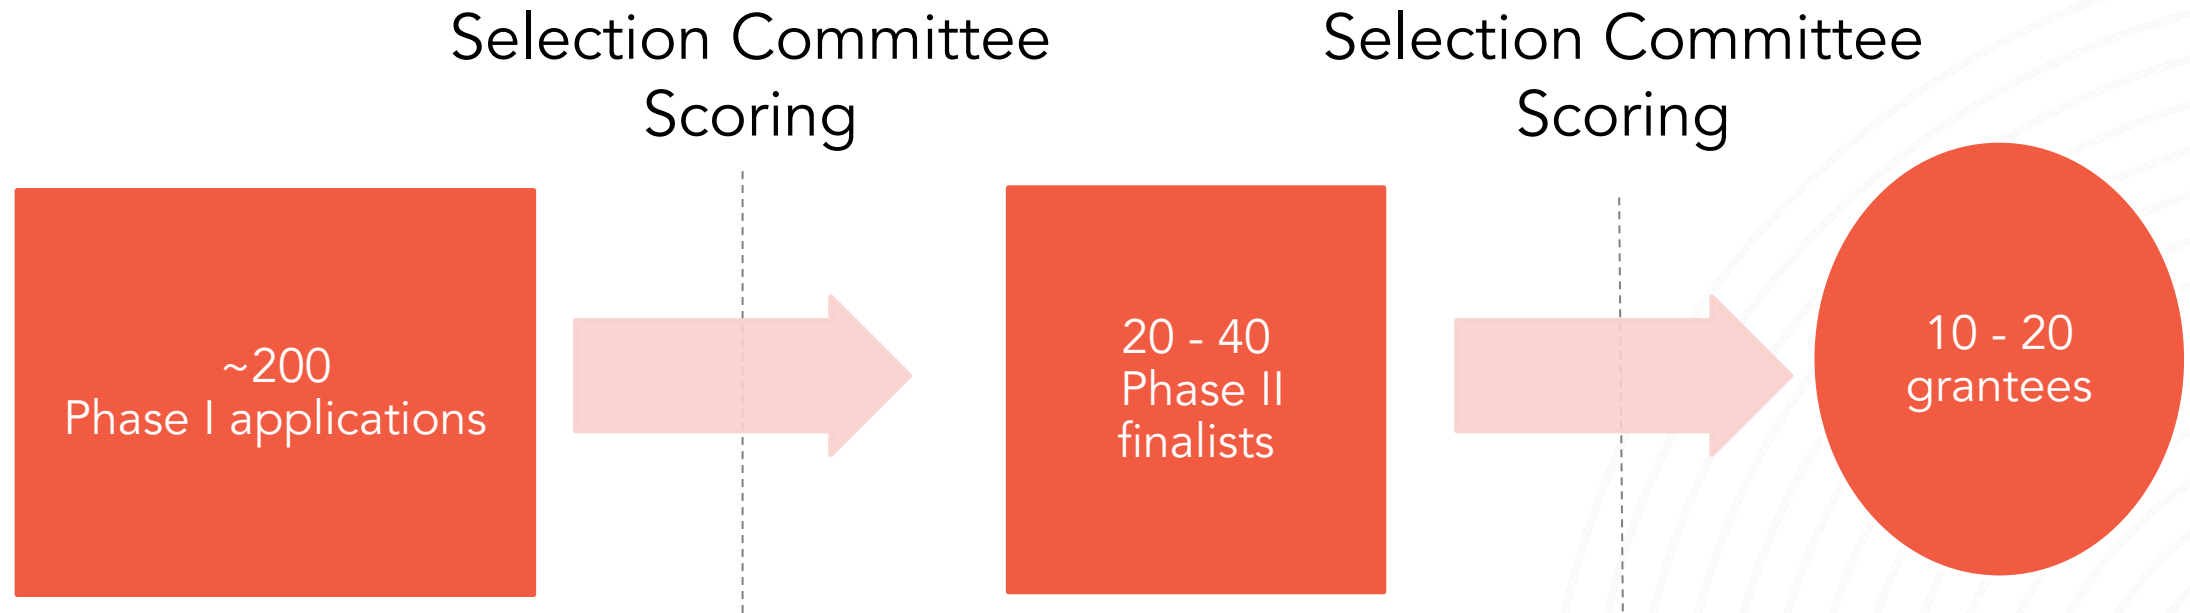 Selection Committee
Scoring
Selection Committee
Scoring
~200
Phase I applications
20 - 40
Phase II
finalists
10 - 20
grantees